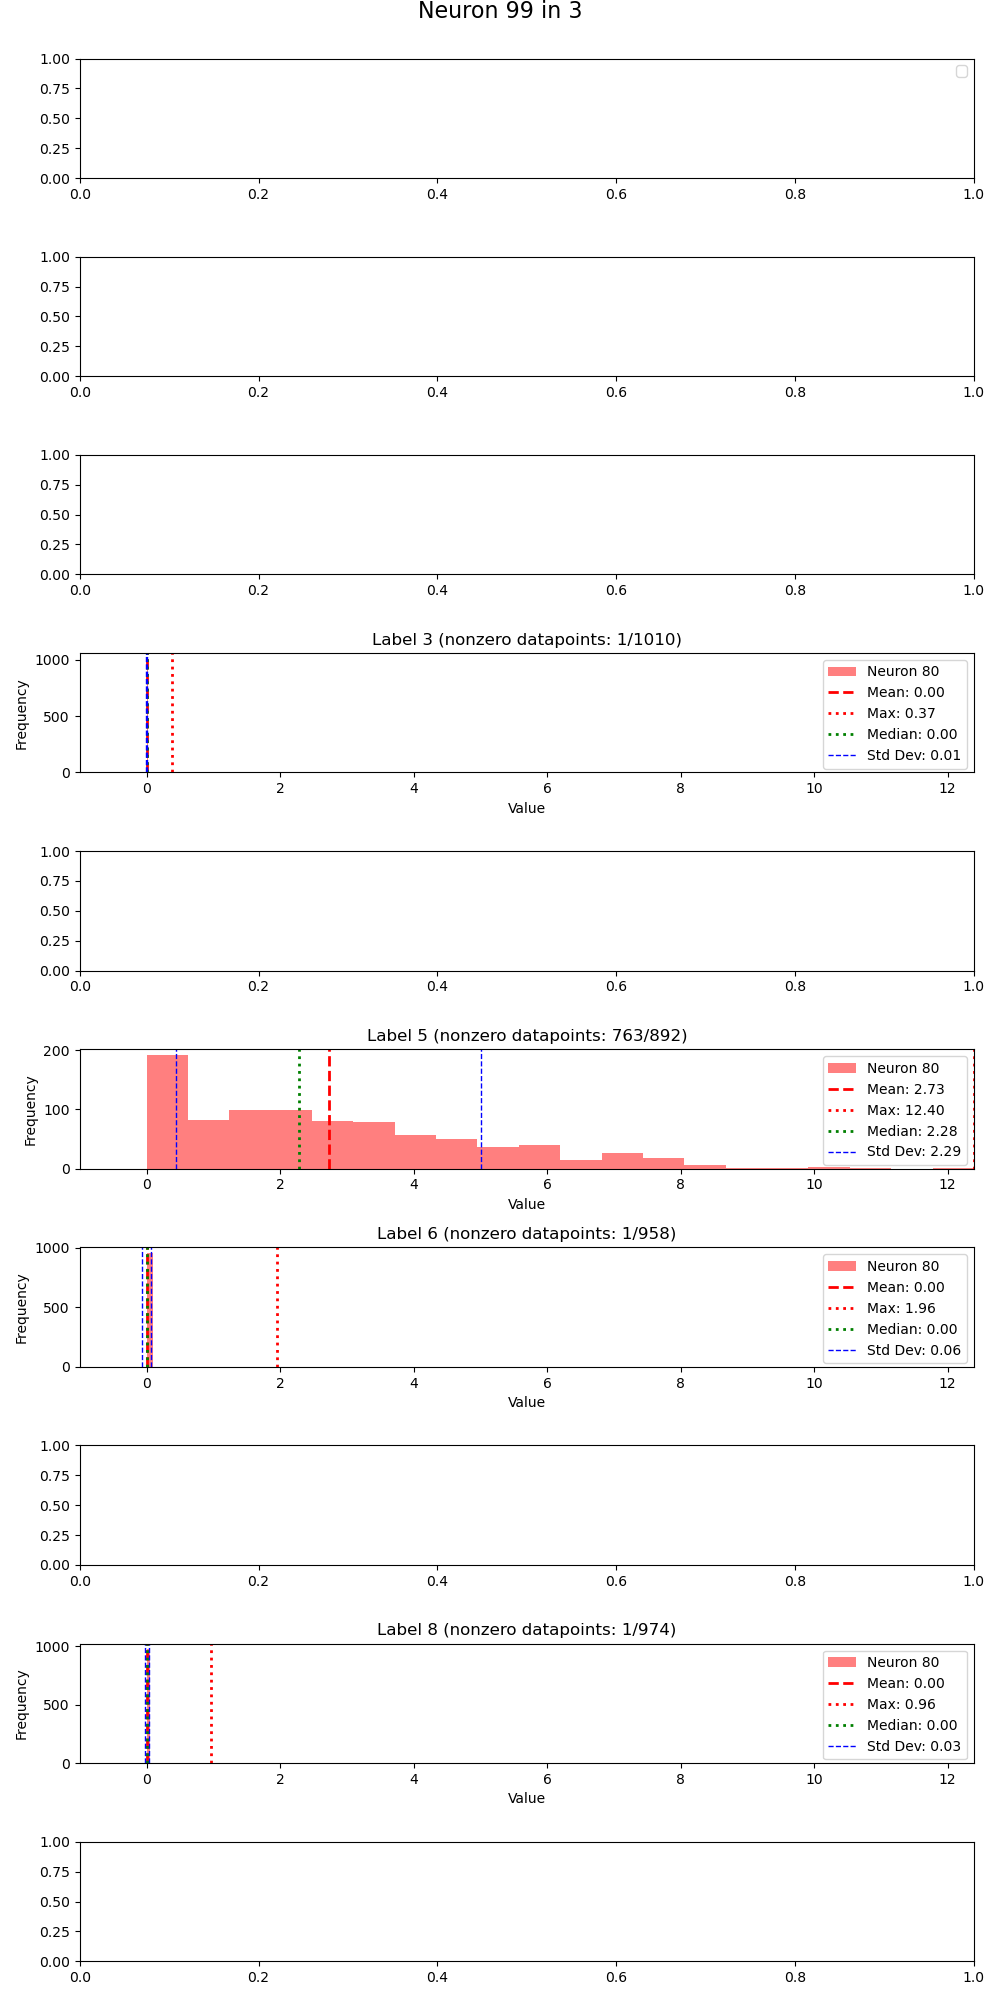 Neuron 99 in 3
1.00
0.75
0.50
0.25
0.00
0.0 0.2 0.4 0.6 0.8 1.0
1.00
0.75
0.50
0.25
0.00
0.0 0.2 0.4 0.6 0.8 1.0
1.00
0.75
0.50
0.25
0.00
0.0 0.2 0.4 0.6 0.8 1.0
Label 3 (nonzero datapoints: 1/1010)
Frequency
1000
500
0
Neuron 80
Mean: 0.00
Max: 0.37
Median: 0.00
Std Dev: 0.01
0 2 4 6 8 10 12
Value
1.00
0.75
0.50
0.25
0.00
0.0 0.2 0.4 0.6 0.8 1.0
Label 5 (nonzero datapoints: 763/892)
Frequency
200
100
0
Neuron 80
Mean: 2.73
Max: 12.40
Median: 2.28
Std Dev: 2.29
0 2 4 6 8 10 12
Value
Label 6 (nonzero datapoints: 1/958)
Frequency
1000
500
0
Neuron 80
Mean: 0.00
Max: 1.96
Median: 0.00
Std Dev: 0.06
0 2 4 6 8 10 12
Value
1.00
0.75
0.50
0.25
0.00
0.0 0.2 0.4 0.6 0.8 1.0
Label 8 (nonzero datapoints: 1/974)
Frequency
1000
500
0
Neuron 80
Mean: 0.00
Max: 0.96
Median: 0.00
Std Dev: 0.03
0 2 4 6 8 10 12
Value
1.00
0.75
0.50
0.25
0.00
0.0 0.2 0.4 0.6 0.8 1.0